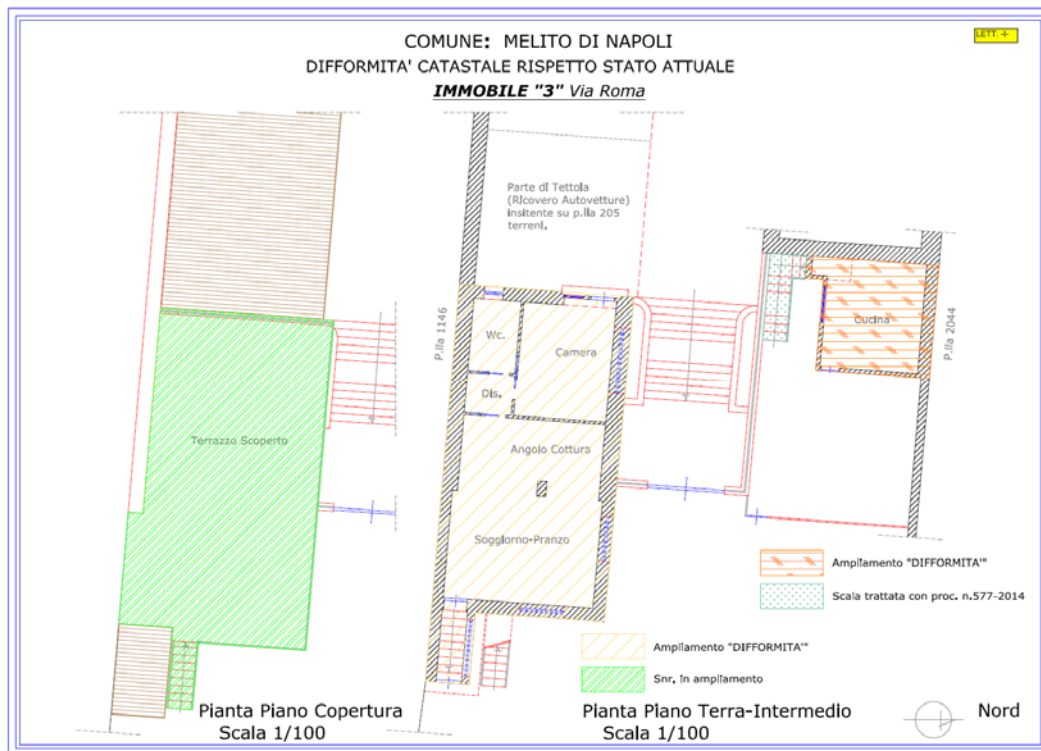 LETT. +
COMUNE: MELITO DI NAPOLI
DIFFORMITA' CATASTALE RISPETTO STATO ATTUALE
IMMOBILE "3" Via Roma
Parte di Tettoia
(Ricovero Autovetture)
insitente su p.lla 205
terreni.
P.lla 1146
Wc.
Camera
Cucina
P.lla 2044
Dis.
Terrazzo Scoperto
Angolo Cottura
Soggiorno-Pranzo
Ampliamento "DIFFORMITA'"
Scala trattata con proc. n.577-2014
Ampliamento "DIFFORMITA'"
Snr. in ampliamento
Pianta Piano Copertura
Scala 1/100
Pianta Piano Terra-Intermedio
Scala 1/100
Nord